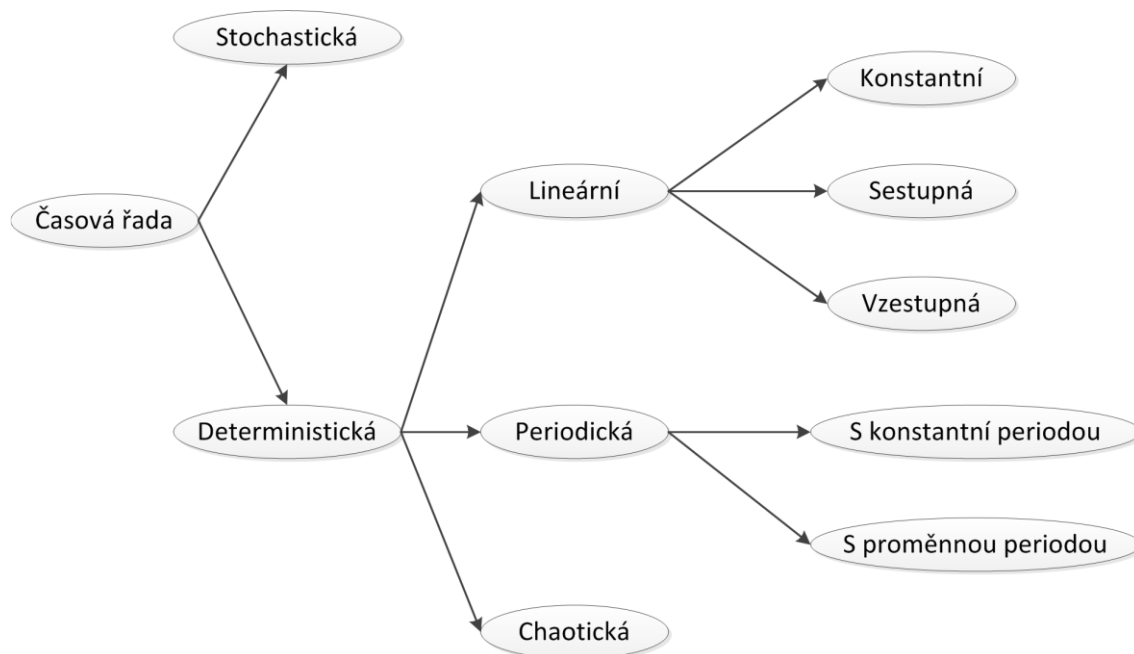 Stochastická
Konstantní
Lineární
Sestupná
Časová řada
Vzestupná
Deterministická
Periodická
S konstantní periodou
S proměnnou periodou
Chaotická